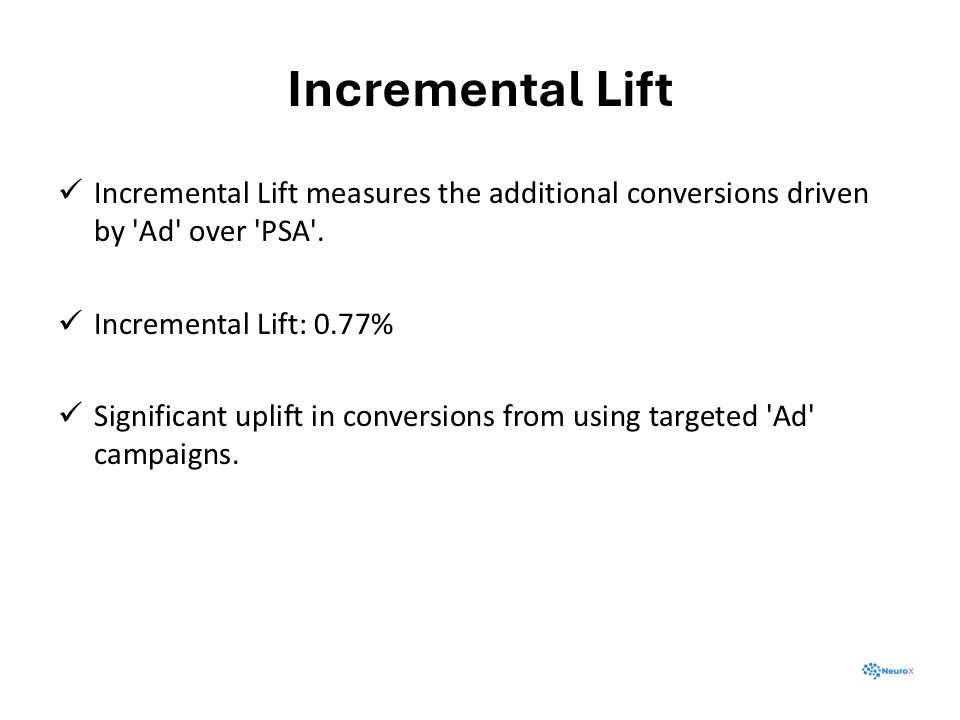 Incremental Lift
✓ Incremental Lift measures the additional conversions driven
by 'Ad' over 'PSA'.
✓ Incremental Lift: 0.77%
✓ Significant uplift in conversions from using targeted 'Ad'
campaigns.
NeuroX